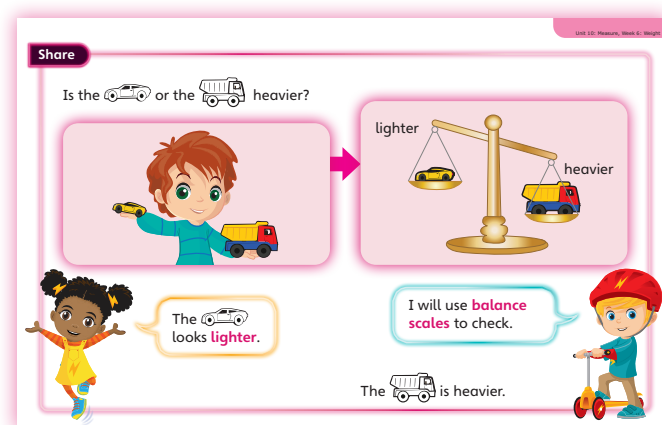 Unit 10: Measure, Week 6: Weight
Share
Is the or the heavier?
lighter
heavier
The
looks lighter.
I will use balance
scales to check.
The is heavier.